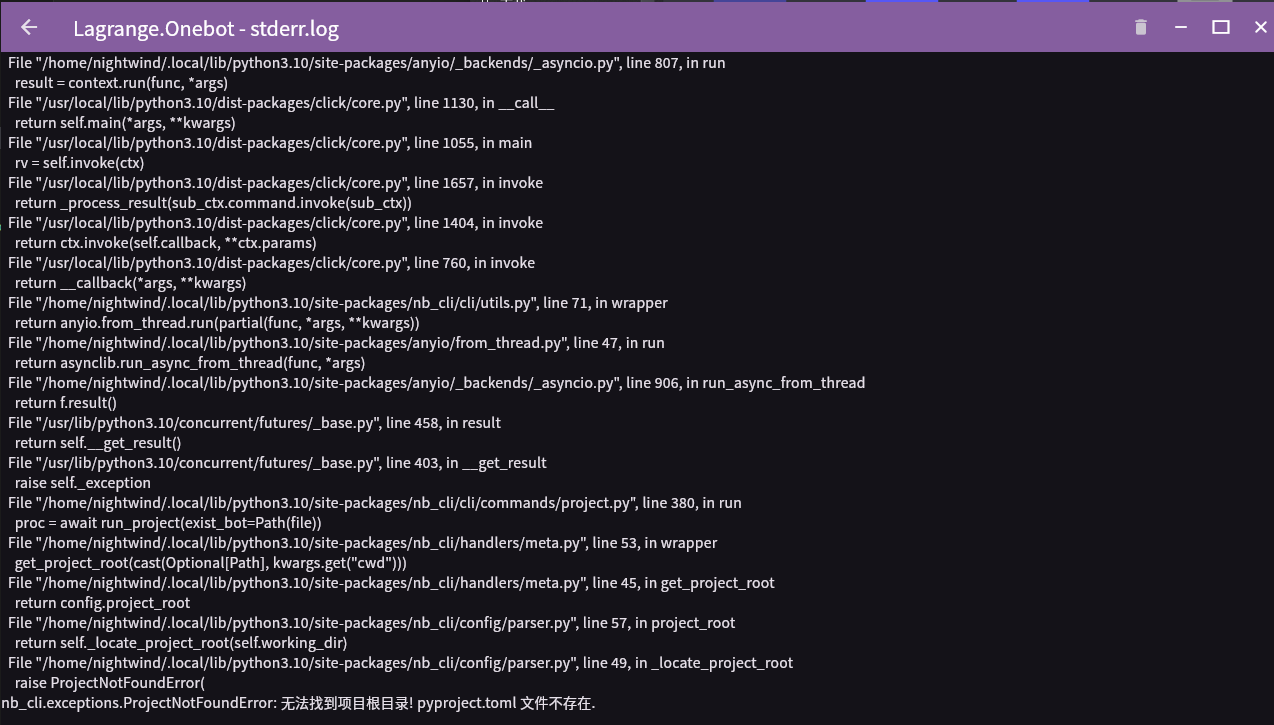 Lagrange.Onebot - stderr.log
File "/home/nightwind/.local/lib/python3.10/site-packages/anyio/_backends/_asyncio.py", line 807, in run
result = context.run(func, *args)
File "/usr/local/lib/python3.10/dist-packages/click/core.py", line 1130, in __call__
return self.main(*args, **kwargs)
File "/usr/local/lib/python3.10/dist-packages/click/core.py", line 1055, in main
rv = self.invoke(ctx)
File "/usr/local/lib/python3.10/dist-packages/click/core.py", line 1657, in invoke
return _process_result(sub_ctx.command.invoke(sub_ctx))
File "/usr/local/lib/python3.10/dist-packages/click/core.py", line 1404, in invoke
return ctx.invoke(self.callback, **ctx.params)
File "/usr/local/lib/python3.10/dist-packages/click/core.py", line 760, in invoke
return __callback(*args, **kwargs)
File "/home/nightwind/.local/lib/python3.10/site-packages/nb_cli/cli/utils.py", line 71, in wrapper
return anyio.from_thread.run(partial(func, *args, **kwargs))
File "/home/nightwind/.local/lib/python3.10/site-packages/anyio/from_thread.py", line 47, in run
return asynclib.run_async_from_thread(func, *args)
File "/home/nightwind/.local/lib/python3.10/site-packages/anyio/_backends/_asyncio.py", line 906, in run_async_from_thread
return f.result()
File "/usr/lib/python3.10/concurrent/futures/_base.py", line 458, in result
return self.__get_result()
File "/usr/lib/python3.10/concurrent/futures/_base.py", line 403, in __get_result
raise self._exception
File "/home/nightwind/.local/lib/python3.10/site-packages/nb_cli/cli/commands/project.py", line 380, in run
proc = await run_project(exist_bot=Path(file))
File "/home/nightwind/.local/lib/python3.10/site-packages/nb_cli/handlers/meta.py", line 53, in wrapper
get_project_root(cast(Optional[Path], kwargs.get("cwd")))
File "/home/nightwind/.local/lib/python3.10/site-packages/nb_cli/handlers/meta.py", line 45, in get_project_root
return config.project_root
File "/home/nightwind/.local/lib/python3.10/site-packages/nb_cli/config/parser.py", line 57, in project_root
return self._locate_project_root(self.working_dir)
File "/home/nightwind/.local/lib/python3.10/site-packages/nb_cli/config/parser.py", line 49, in _locate_project_root
raise ProjectNotFoundError(
nb_cli.exceptions.ProjectNotFoundError: 无法找到项目根目录! pyproject.toml 文件不存在.